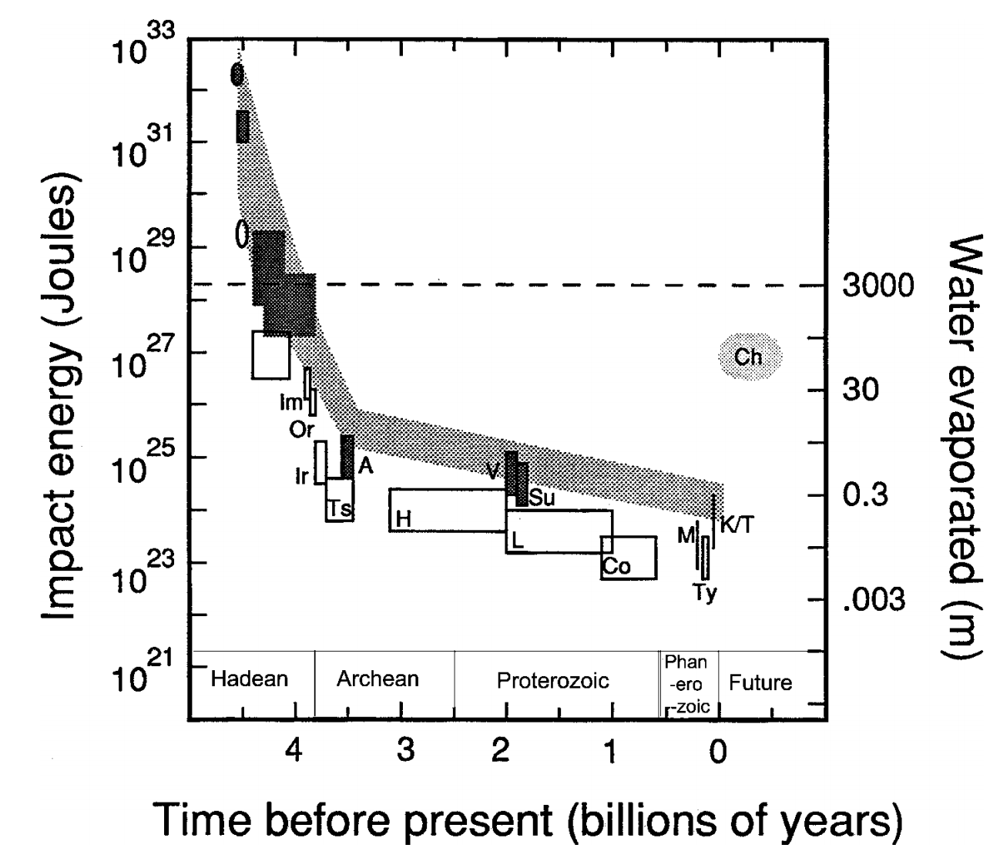 10^33
10^31
10^29
10^27
10^25
10^23
10^21
Impact energy (Joules)
3000
30
0.3
.003
Water evaporated (m)
Ch
Im
Or
Ir
A
Ts
H
V
Su
L
Co
M
K/T
Ty
Hadean
Archean
Proterozoic
Phan
-ero
r-zoic
Future
4 3 2 1 0
Time before present (billions of years)